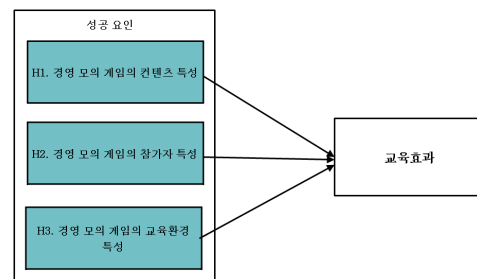 성공 요인
H1. 경영 모의 게임의 컨텐츠 특성
H2. 경영 모의 게임의 참가자 특성
교육효과
H3. 경영 모의 게임의 교육환경
특성